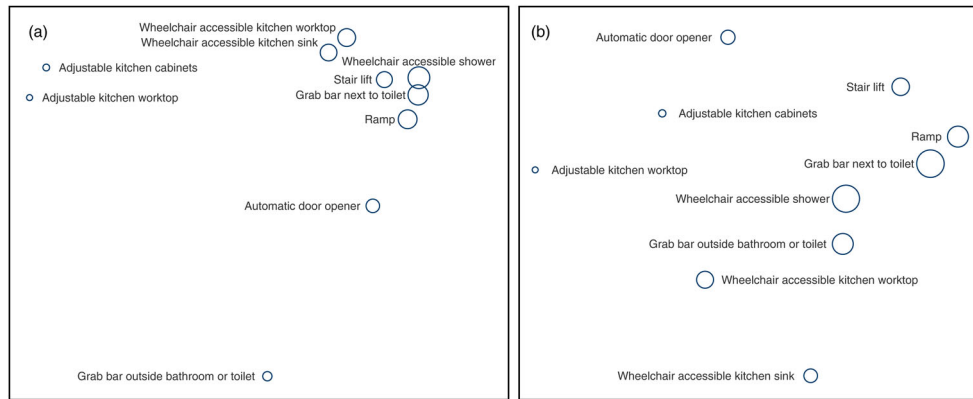 (a)
Wheelchair accessible kitchen worktop
Wheelchair accessible kitchen sink
Wheelchair accessible shower
Adjustable kitchen cabinets
Stair lift
Adjustable kitchen worktop
Grab bar next to toilet
Ramp
Automatic door opener
Grab bar outside bathroom or toilet
(b)
Automatic door opener
Stair lift
Adjustable kitchen cabinets
Ramp
Grab bar next to toilet
Adjustable kitchen worktop
Wheelchair accessible shower
Grab bar outside bathroom or toilet
Wheelchair accessible kitchen worktop
Wheelchair accessible kitchen sink